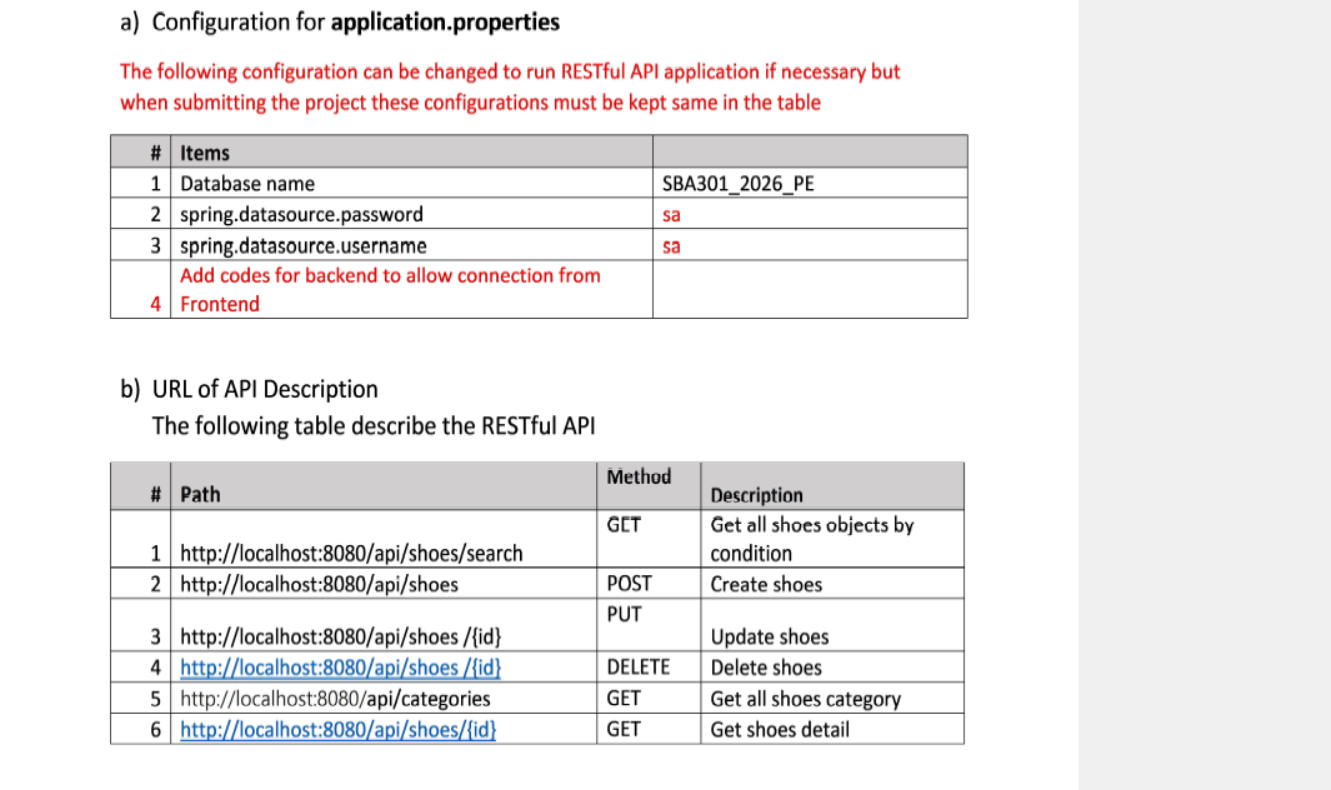 a) Configuration for application.properties
The following configuration can be changed to run RESTful API application if necessary but
when submitting the project these configurations must be kept same in the table
# Items
1 Database name SBA301_2026_PE
2 spring.datasource.password sa
3 spring.datasource.username sa
Add codes for backend to allow connection from
4 Frontend
b) URL of API Description
The following table describe the RESTful API
# Path Method Description
1 http://localhost:8080/api/shoes/search GET Get all shoes objects by
condition
2 http://localhost:8080/api/shoes POST Create shoes
3 http://localhost:8080/api/shoes /{id} PUT Update shoes
4 http://localhost:8080/api/shoes /{id} DELETE Delete shoes
5 http://localhost:8080/api/categories GET Get all shoes category
6 http://localhost:8080/api/shoes/{id} GET Get shoes detail